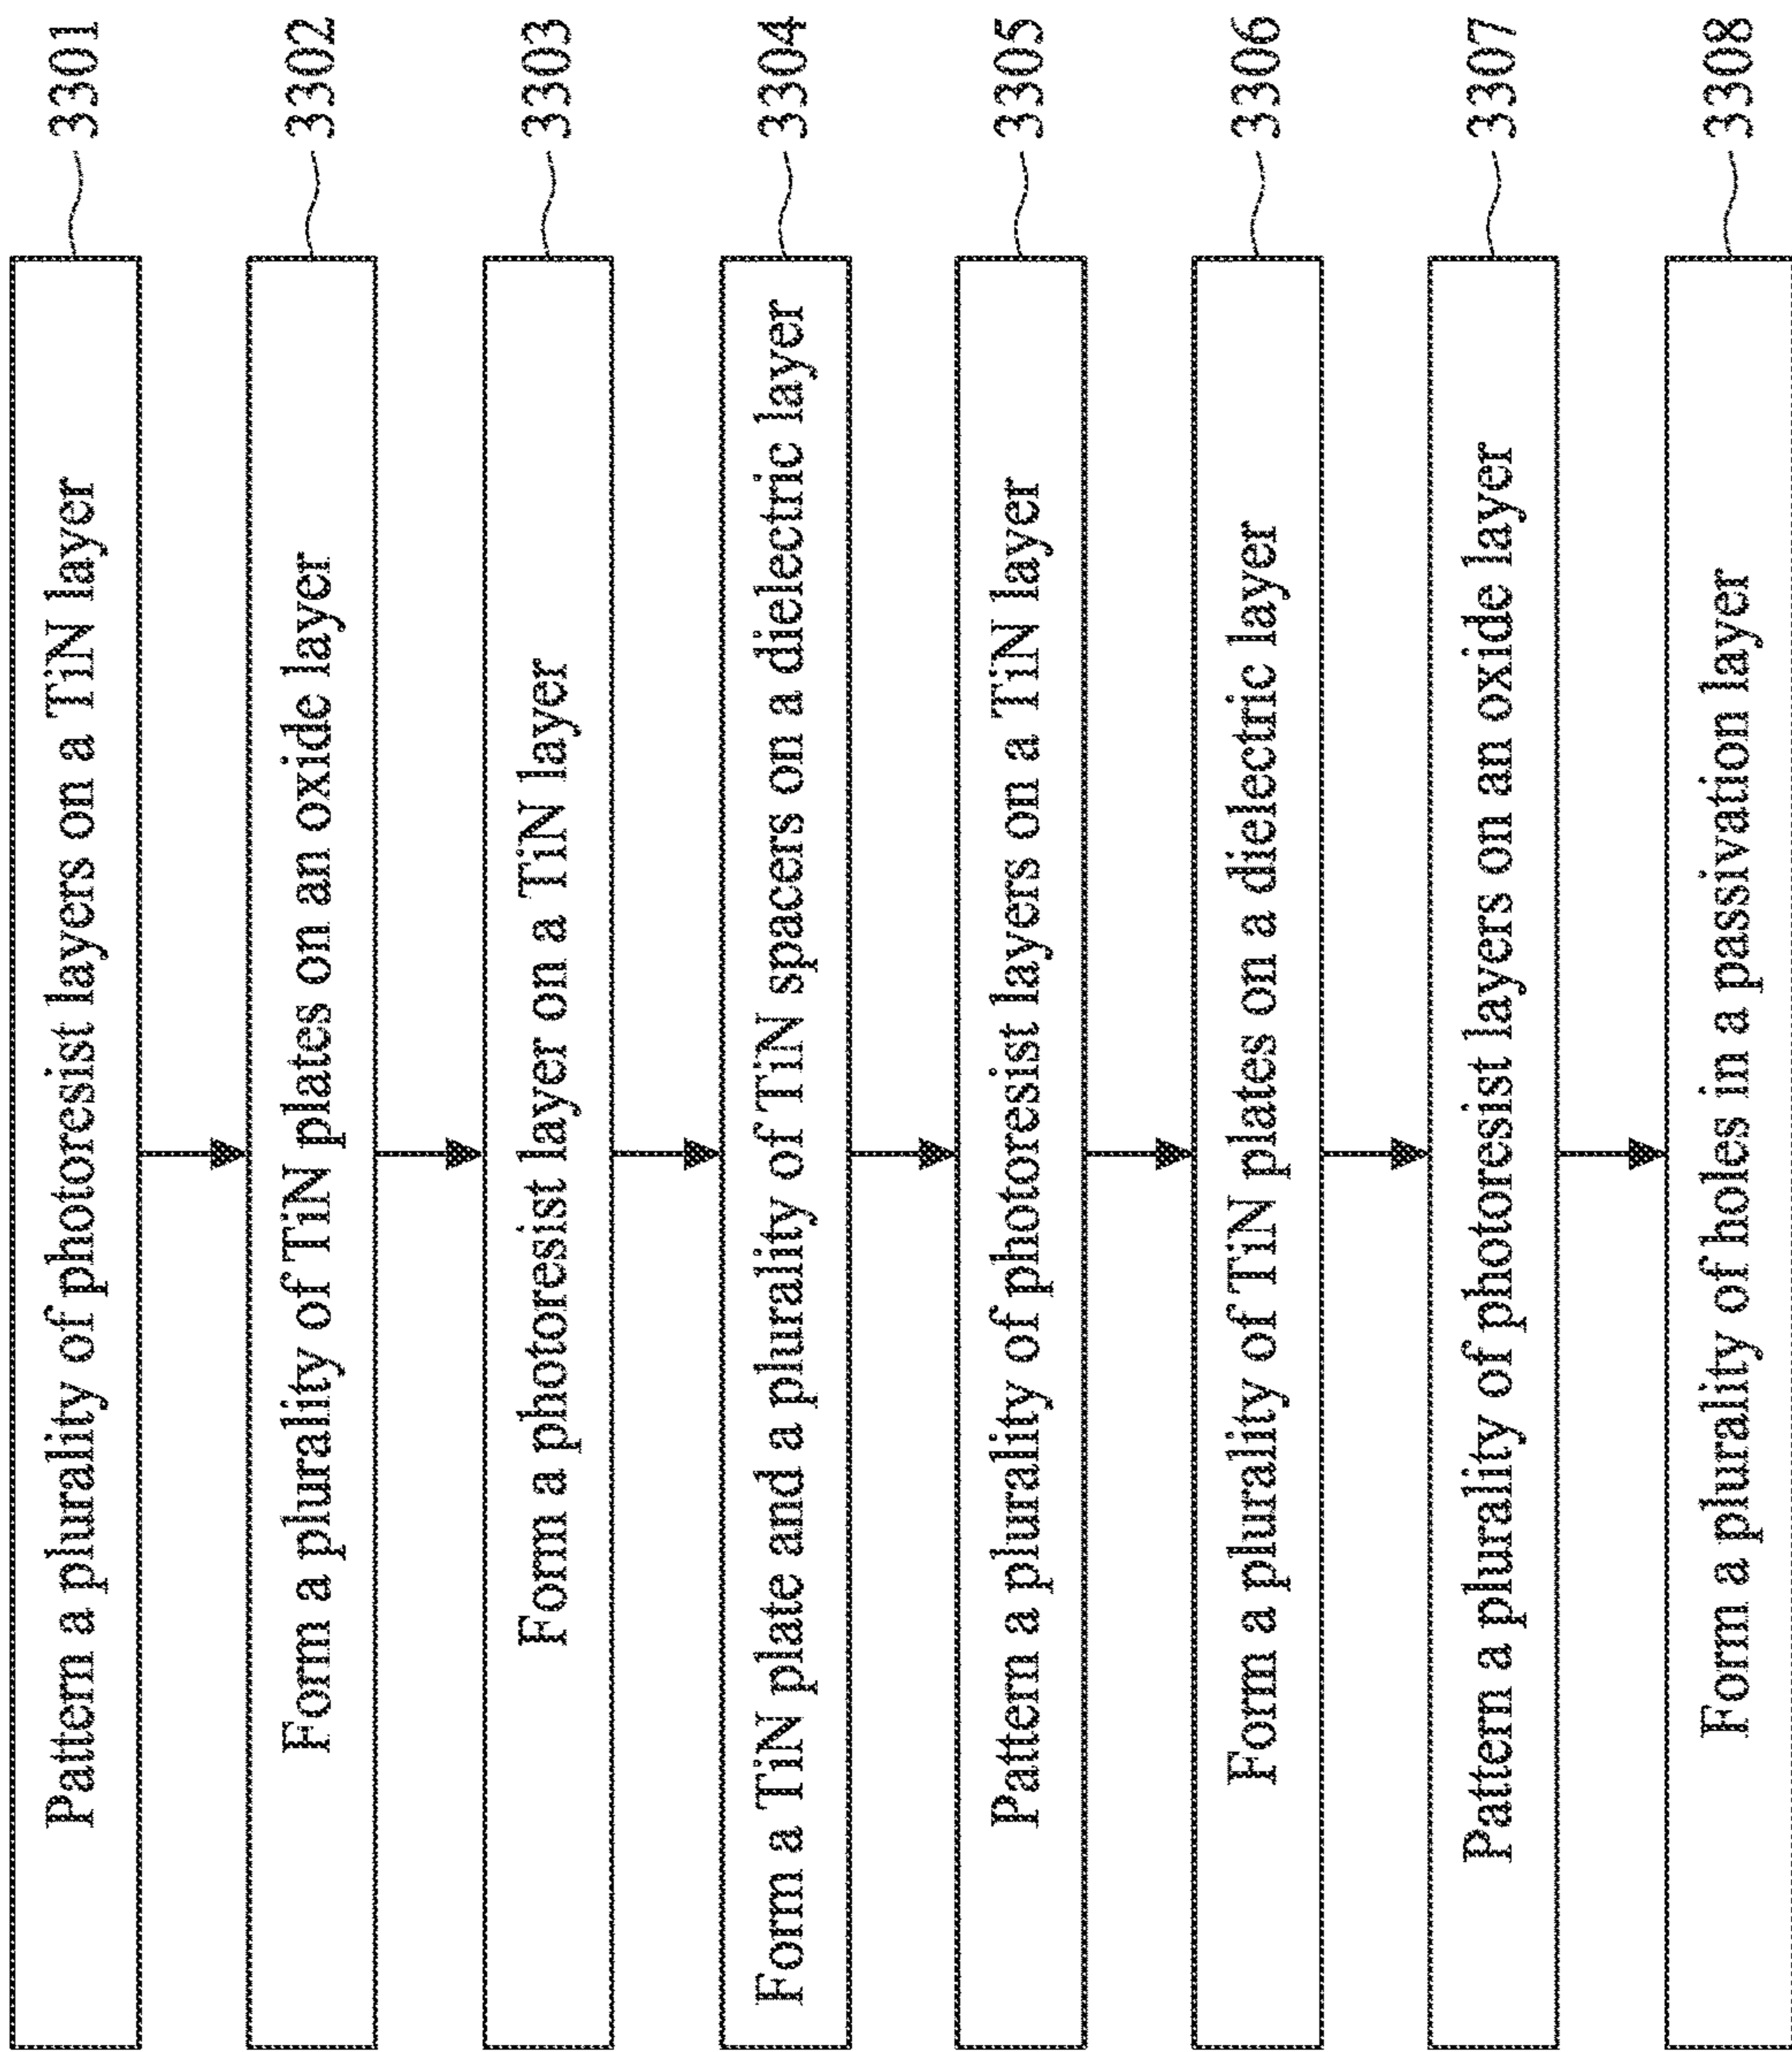 Pattern a plurality of photoresist layers on a TiN layer 3301
Form a plurality of TiN plates on an oxide layer 3302
Form a photoresist layer on a TiN layer 3303
Form a TiN plate and a plurality of TiN spacers on a dielectric layer 3304
Pattern a plurality of photoresist layers on a TiN layer 3305
Form a plurality of TiN plates on a dielectric layer 3306
Pattern a plurality of photoresist layers on an oxide layer 3307
Form a plurality of holes in a passivation layer 3308